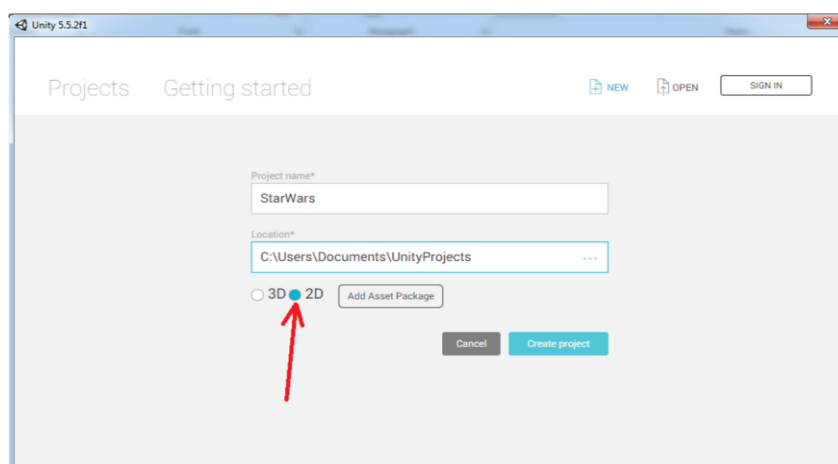 Unity 5.5.2f1
Projects Getting started NEW OPEN SIGN IN
Project name*
StarWars
Location*
C:\Users\Documents\UnityProjects ...
3D 2D Add Asset Package
Cancel Create project